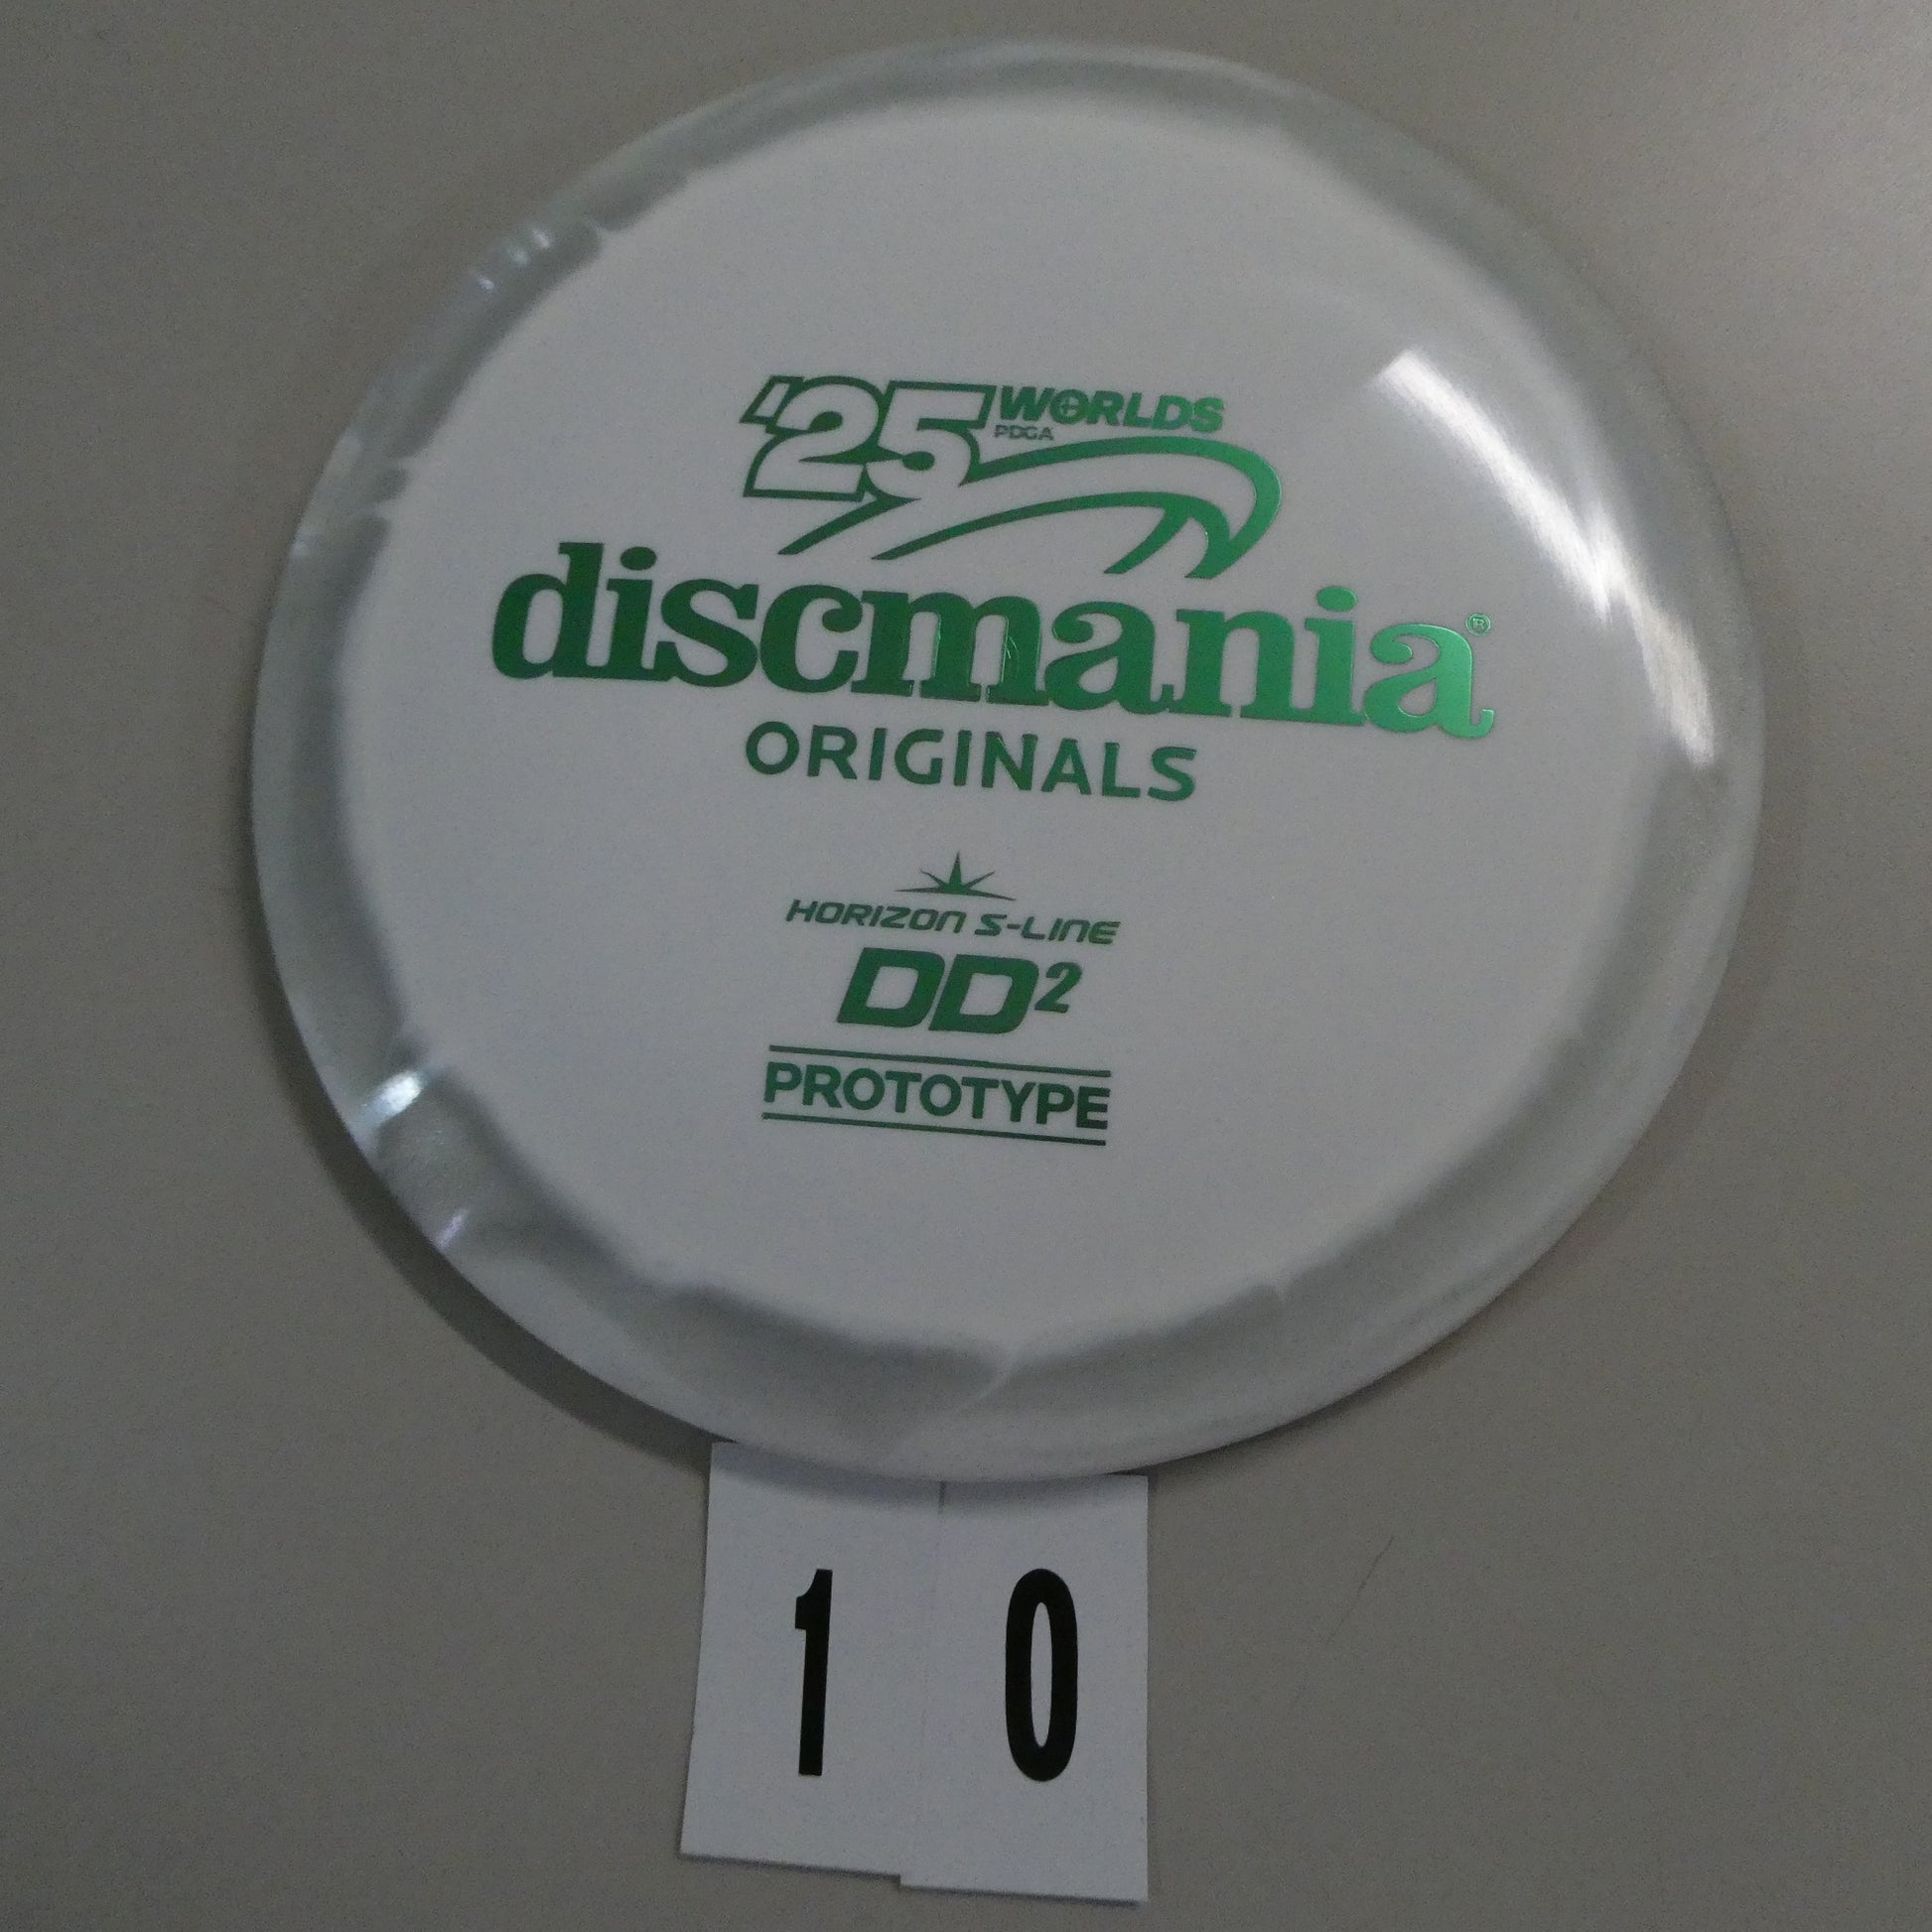 '25 WORLDS
PDGA
discmania®
ORIGINALS
HORIZON S-LINE
DD²
PROTOTYPE
1 0